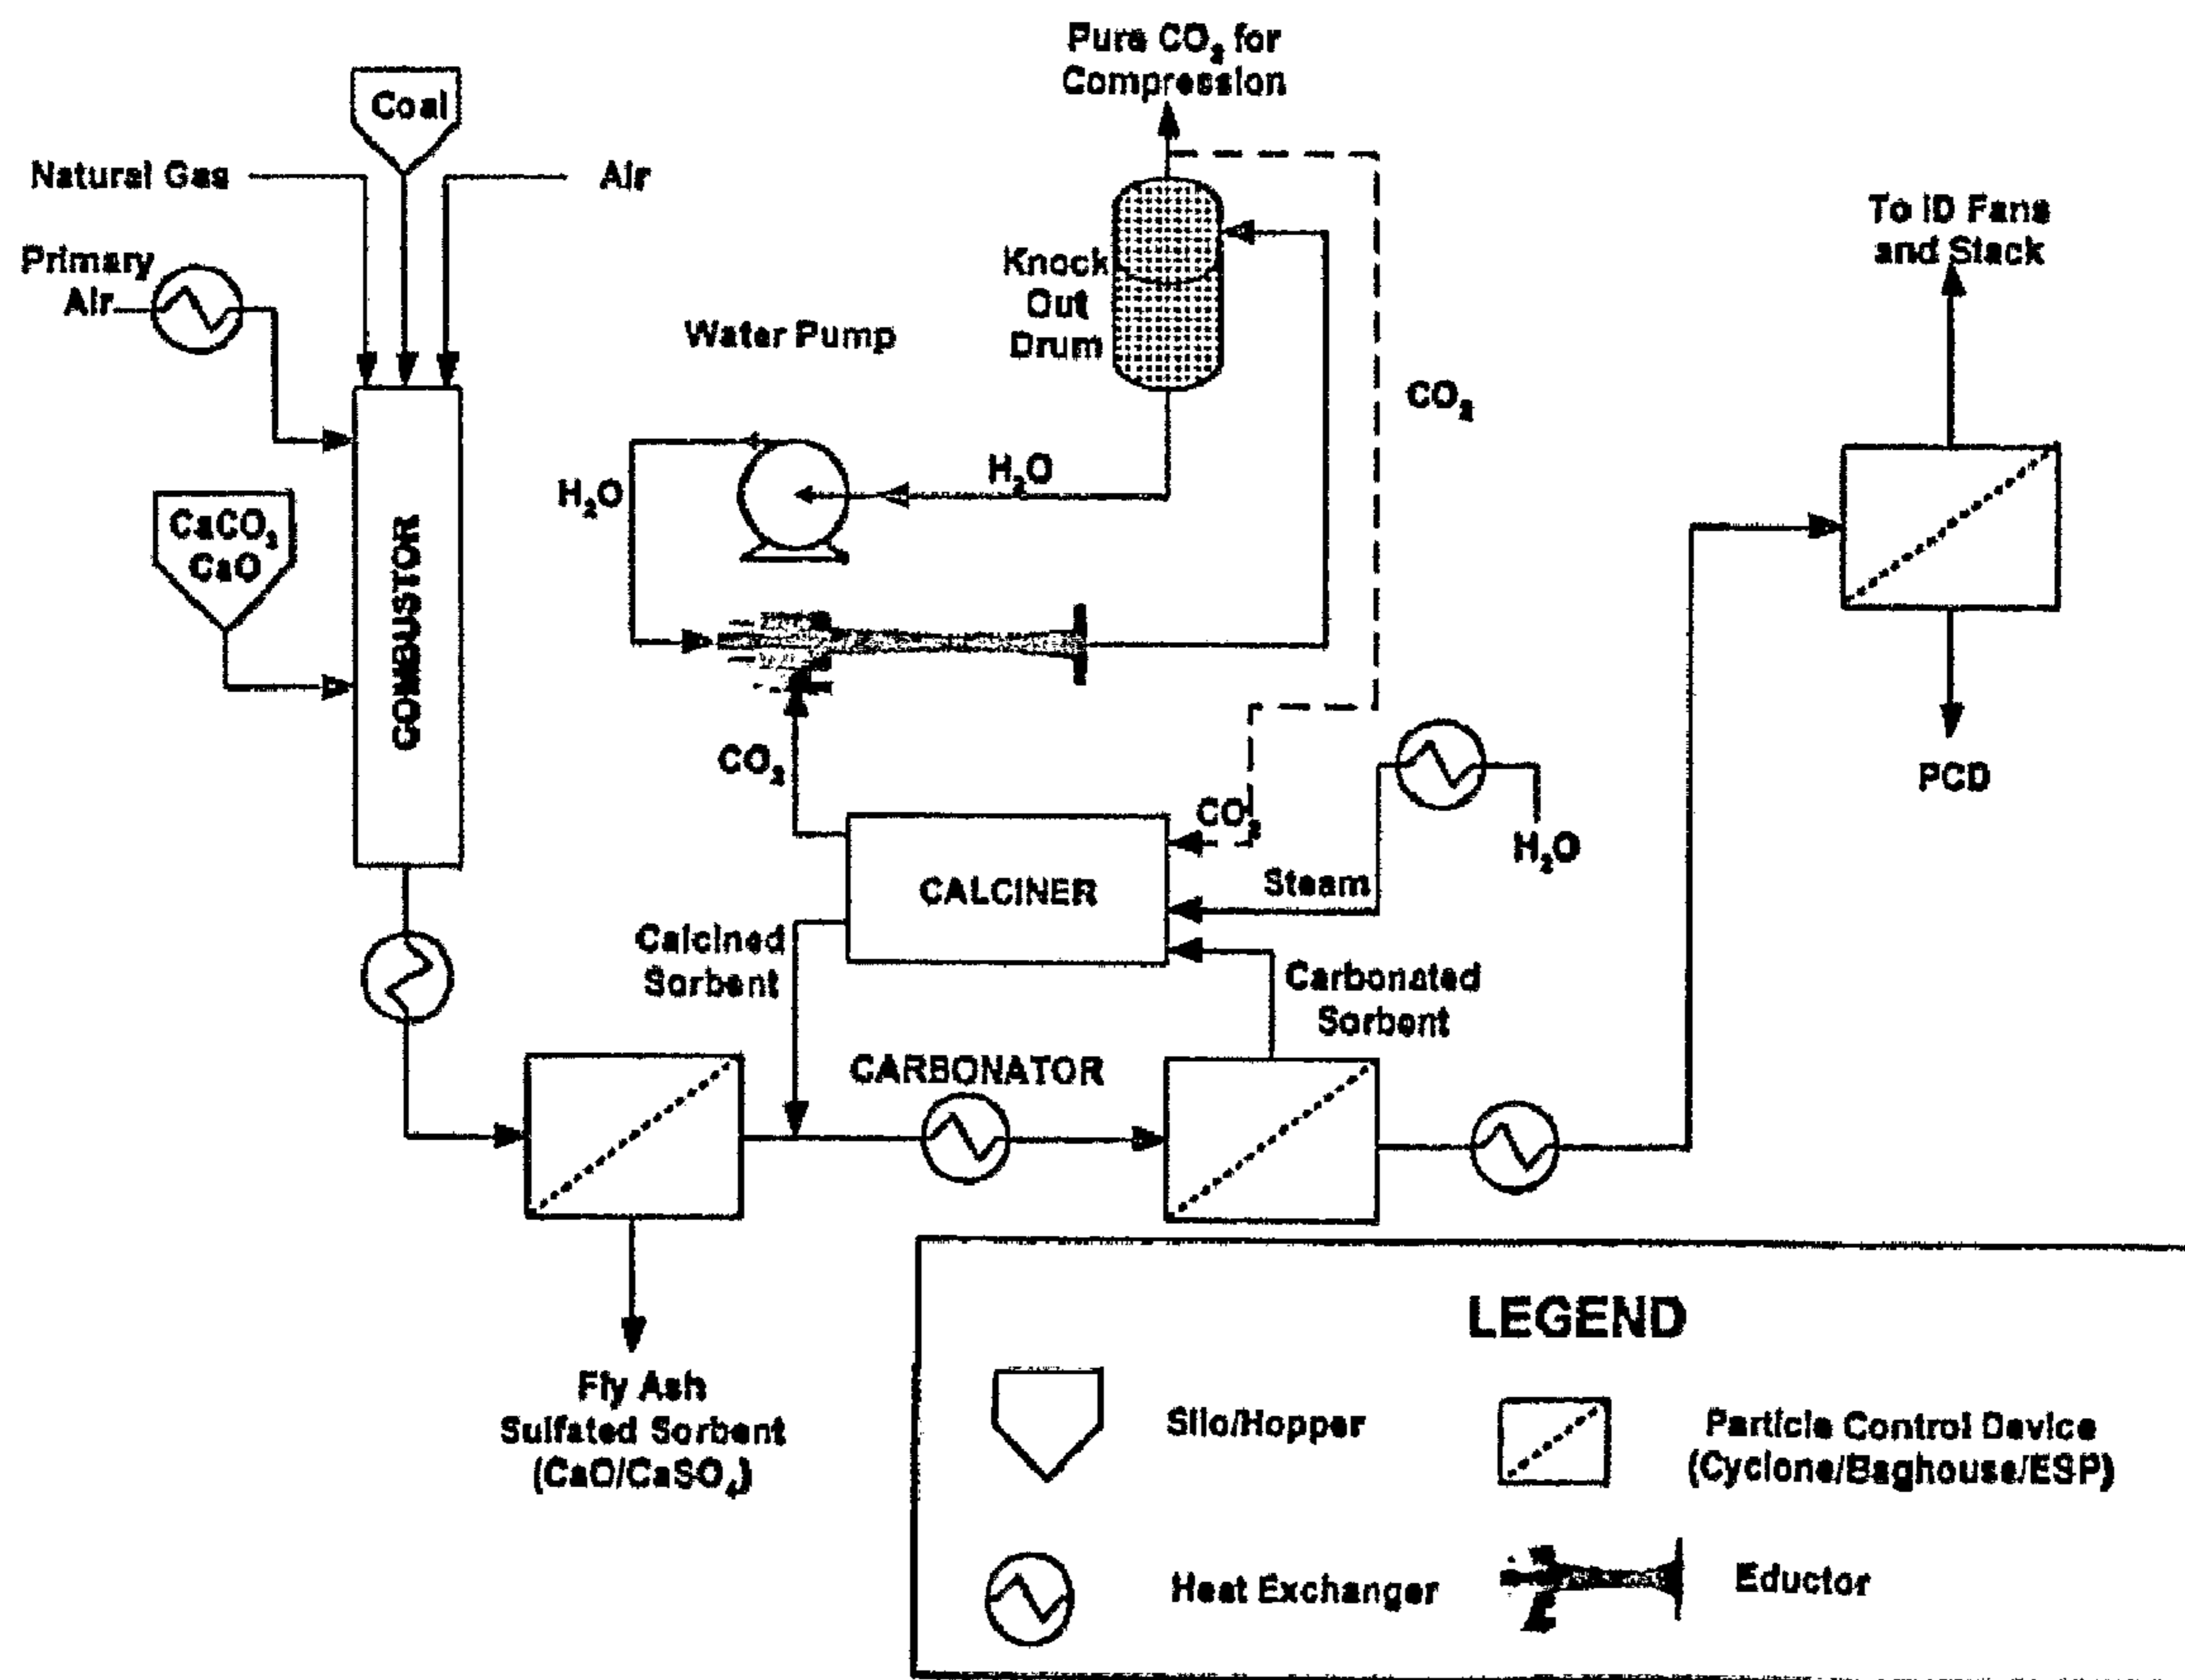 Pure CO₂ for
Compression
Coal
Natural Gas
Air
Primary
Air
To ID Fans
and Stack
Knock
Out
Drum
Water Pump
CO₂
H₂O
H₂O
CaCO₃
CaO
COMBUSTOR
CO₂
CO₂
H₂O
PCD
CALCINER
Steam
Calcined
Sorbent
Carbonated
Sorbent
CARBONATOR
Fly Ash
Sulfated Sorbent
(CaO/CaSO₄)
LEGEND
Silo/Hopper
Particle Control Device
(Cyclone/Baghouse/ESP)
Heat Exchanger
Eductor